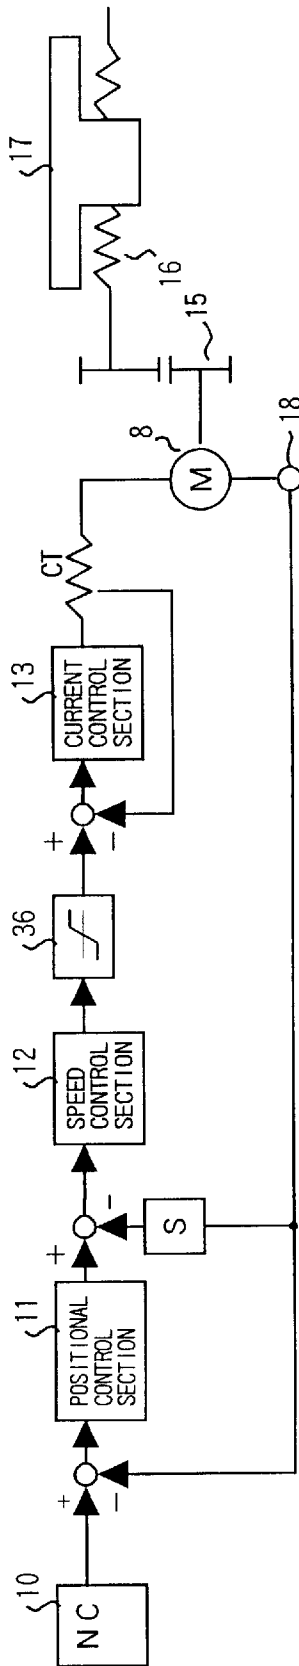 10
NC
+
−
11
POSITIONAL
CONTROL
SECTION
+
−
S
12
SPEED
CONTROL
SECTION
36
+
−
13
CURRENT
CONTROL
SECTION
CT
8
M
18
15
16
17